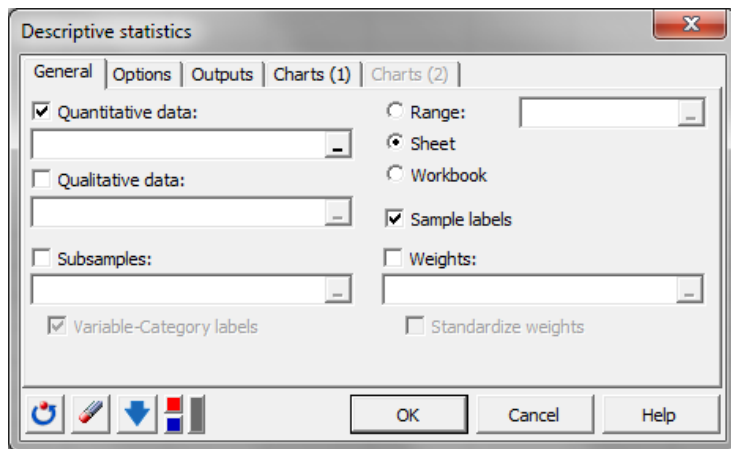 Descriptive statistics
General Options Outputs Charts (1) Charts (2)
Quantitative data:
Range:
Sheet
Workbook
Qualitative data:
Sample labels
Subsamples:
Weights:
Variable-Category labels
Standardize weights
OK Cancel Help